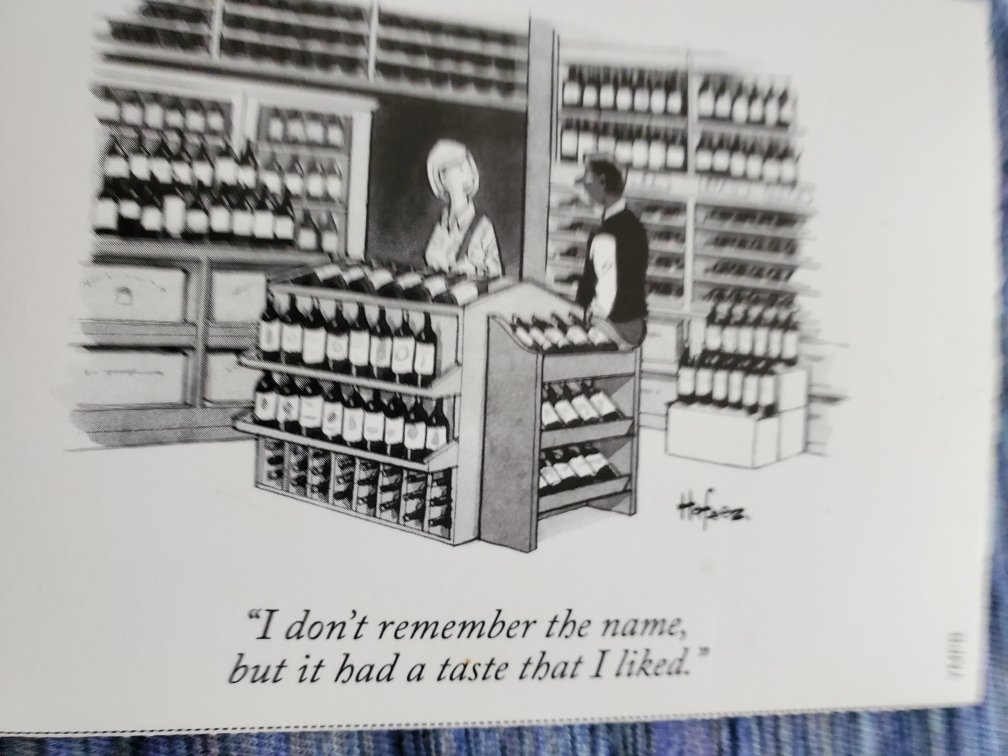 “I don’t remember the name,
but it had a taste that I liked.”